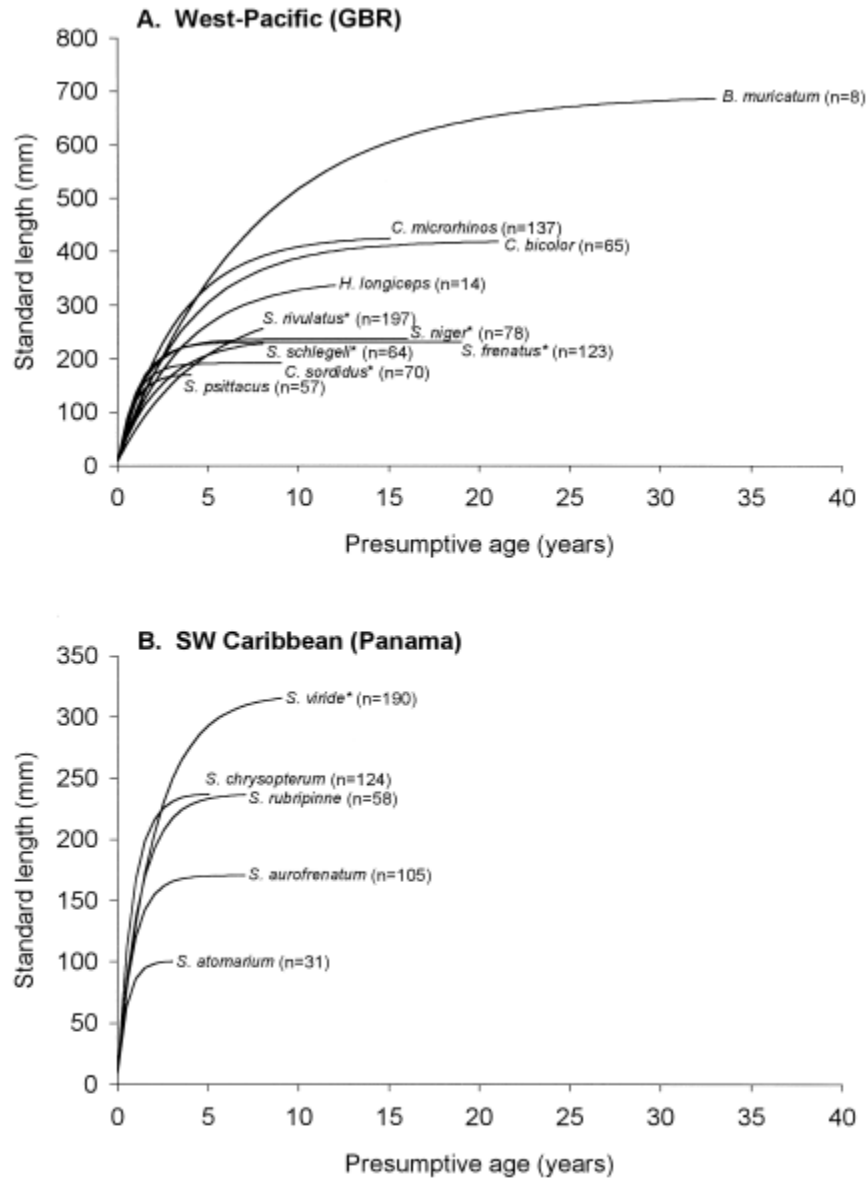 A. West-Pacific (GBR)
800
700
600
500
400
300
200
100
0
Standard length (mm)
B. muricatum (n=8)
C. microrhinos (n=137)
C. bicolor (n=65)
H. longiceps (n=14)
S. rivulatus* (n=197)
S. niger* (n=78)
S. schlegeli* (n=64)
S. frenatus* (n=123)
C. sordidus* (n=70)
S. psittacus (n=57)
0 5 10 15 20 25 30 35 40
Presumptive age (years)
B. SW Caribbean (Panama)
350
300
250
200
150
100
50
0
Standard length (mm)
S. viride* (n=190)
S. chrysopterum (n=124)
S. rubripinne (n=58)
S. aurofrenatum (n=105)
S. atomarium (n=31)
0 5 10 15 20 25 30 35 40
Presumptive age (years)